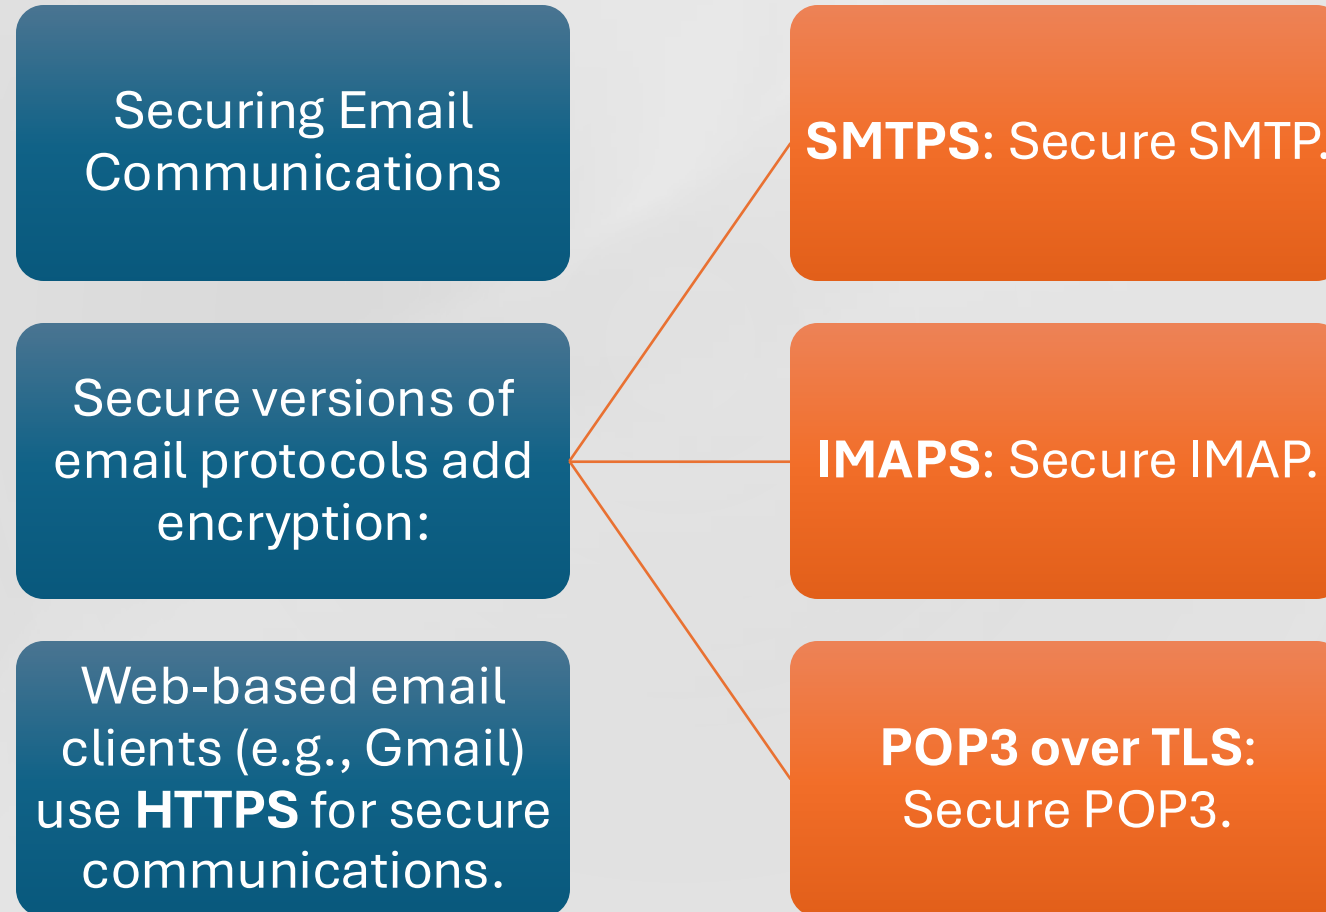 Securing Email
Communications
Secure versions of
email protocols add
encryption:
SMTPS: Secure SMTP.
IMAPS: Secure IMAP.
POP3 over TLS:
Secure POP3.
Web-based email
clients (e.g., Gmail)
use HTTPS for secure
communications.